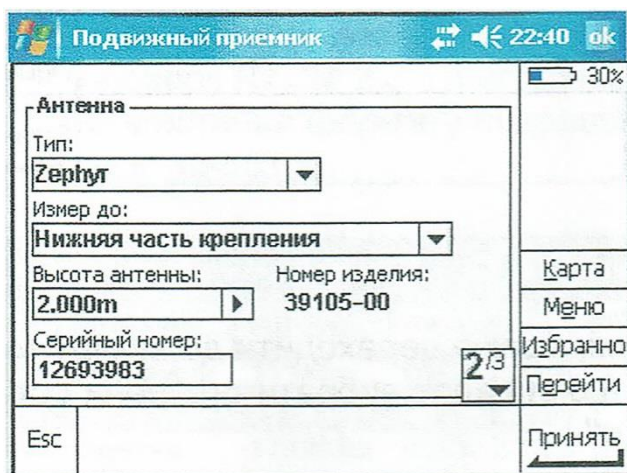 Подвижный приемник 22:40 ok
30%
Антенна
Тип:
Zephyr
Измер до:
Нижняя часть крепления
Высота антенны: Номер изделия:
2.000m 39105-00
Серийный номер:
12693983
2/3
Карта
Меню
Избранно
Перейти
Esc
Принять